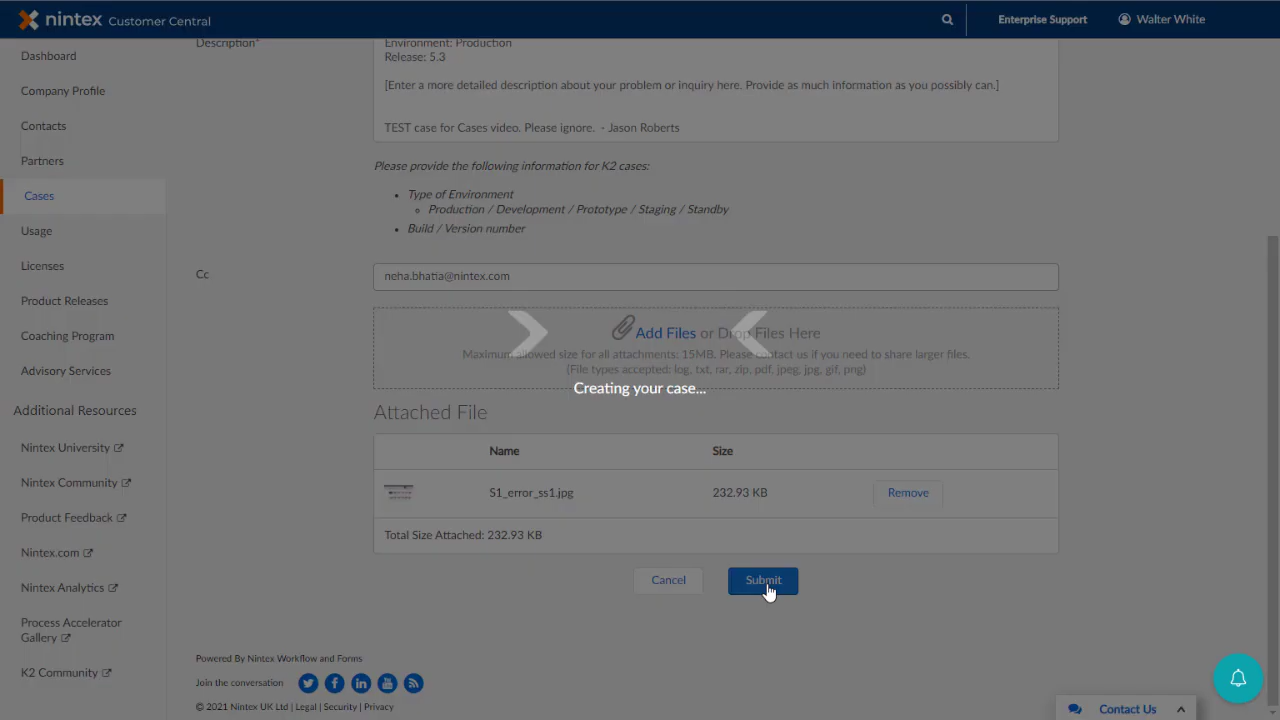 nintex Customer Central
Enterprise Support
Walter White
Dashboard
Company Profile
Contacts
Partners
Cases
Usage
Licenses
Product Releases
Coaching Program
Advisory Services
Additional Resources
Nintex University
Nintex Community
Product Feedback
Nintex.com
Nintex Analytics
Process Accelerator
Gallery
K2 Community
Description*
Environment: Production
Release: 5.3
[Enter a more detailed description about your problem or inquiry here. Provide as much information as you possibly can.]
TEST case for Cases video. Please ignore. - Jason Roberts
Please provide the following information for K2 cases:
• Type of Environment
○ Production / Development / Prototype / Staging / Standby
• Build / Version number
Cc
neha.bhatia@nintex.com
Add Files or Drop Files Here
Maximum allowed size for all attachments: 15MB. Please contact us if you need to share larger files.
(File types accepted: log, txt, rar, zip, pdf, jpeg, jpg, gif, png)
Creating your case...
Attached File
Name Size
S1_error_ss1.jpg 232.93 KB Remove
Total Size Attached: 232.93 KB
Cancel Submit
Powered By Nintex Workflow and Forms
Join the conversation
© 2021 Nintex UK Ltd | Legal | Security | Privacy
Contact Us